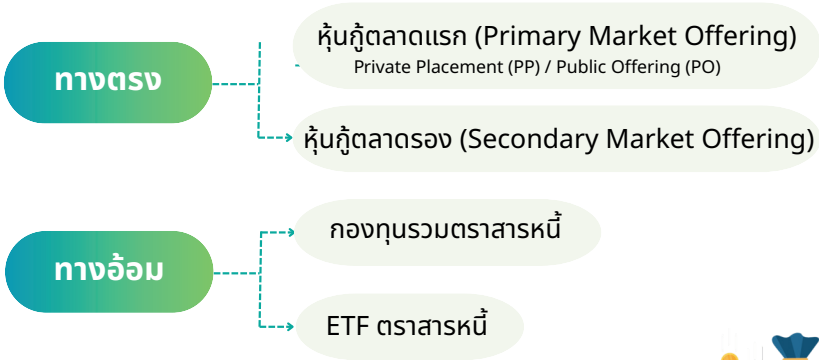 ทางตรง
หุ้นกู้ตลาดแรก (Primary Market Offering)
Private Placement (PP) / Public Offering (PO)
หุ้นกู้ตลาดรอง (Secondary Market Offering)
ทางอ้อม
กองทุนรวมตราสารหนี้
ETF ตราสารหนี้